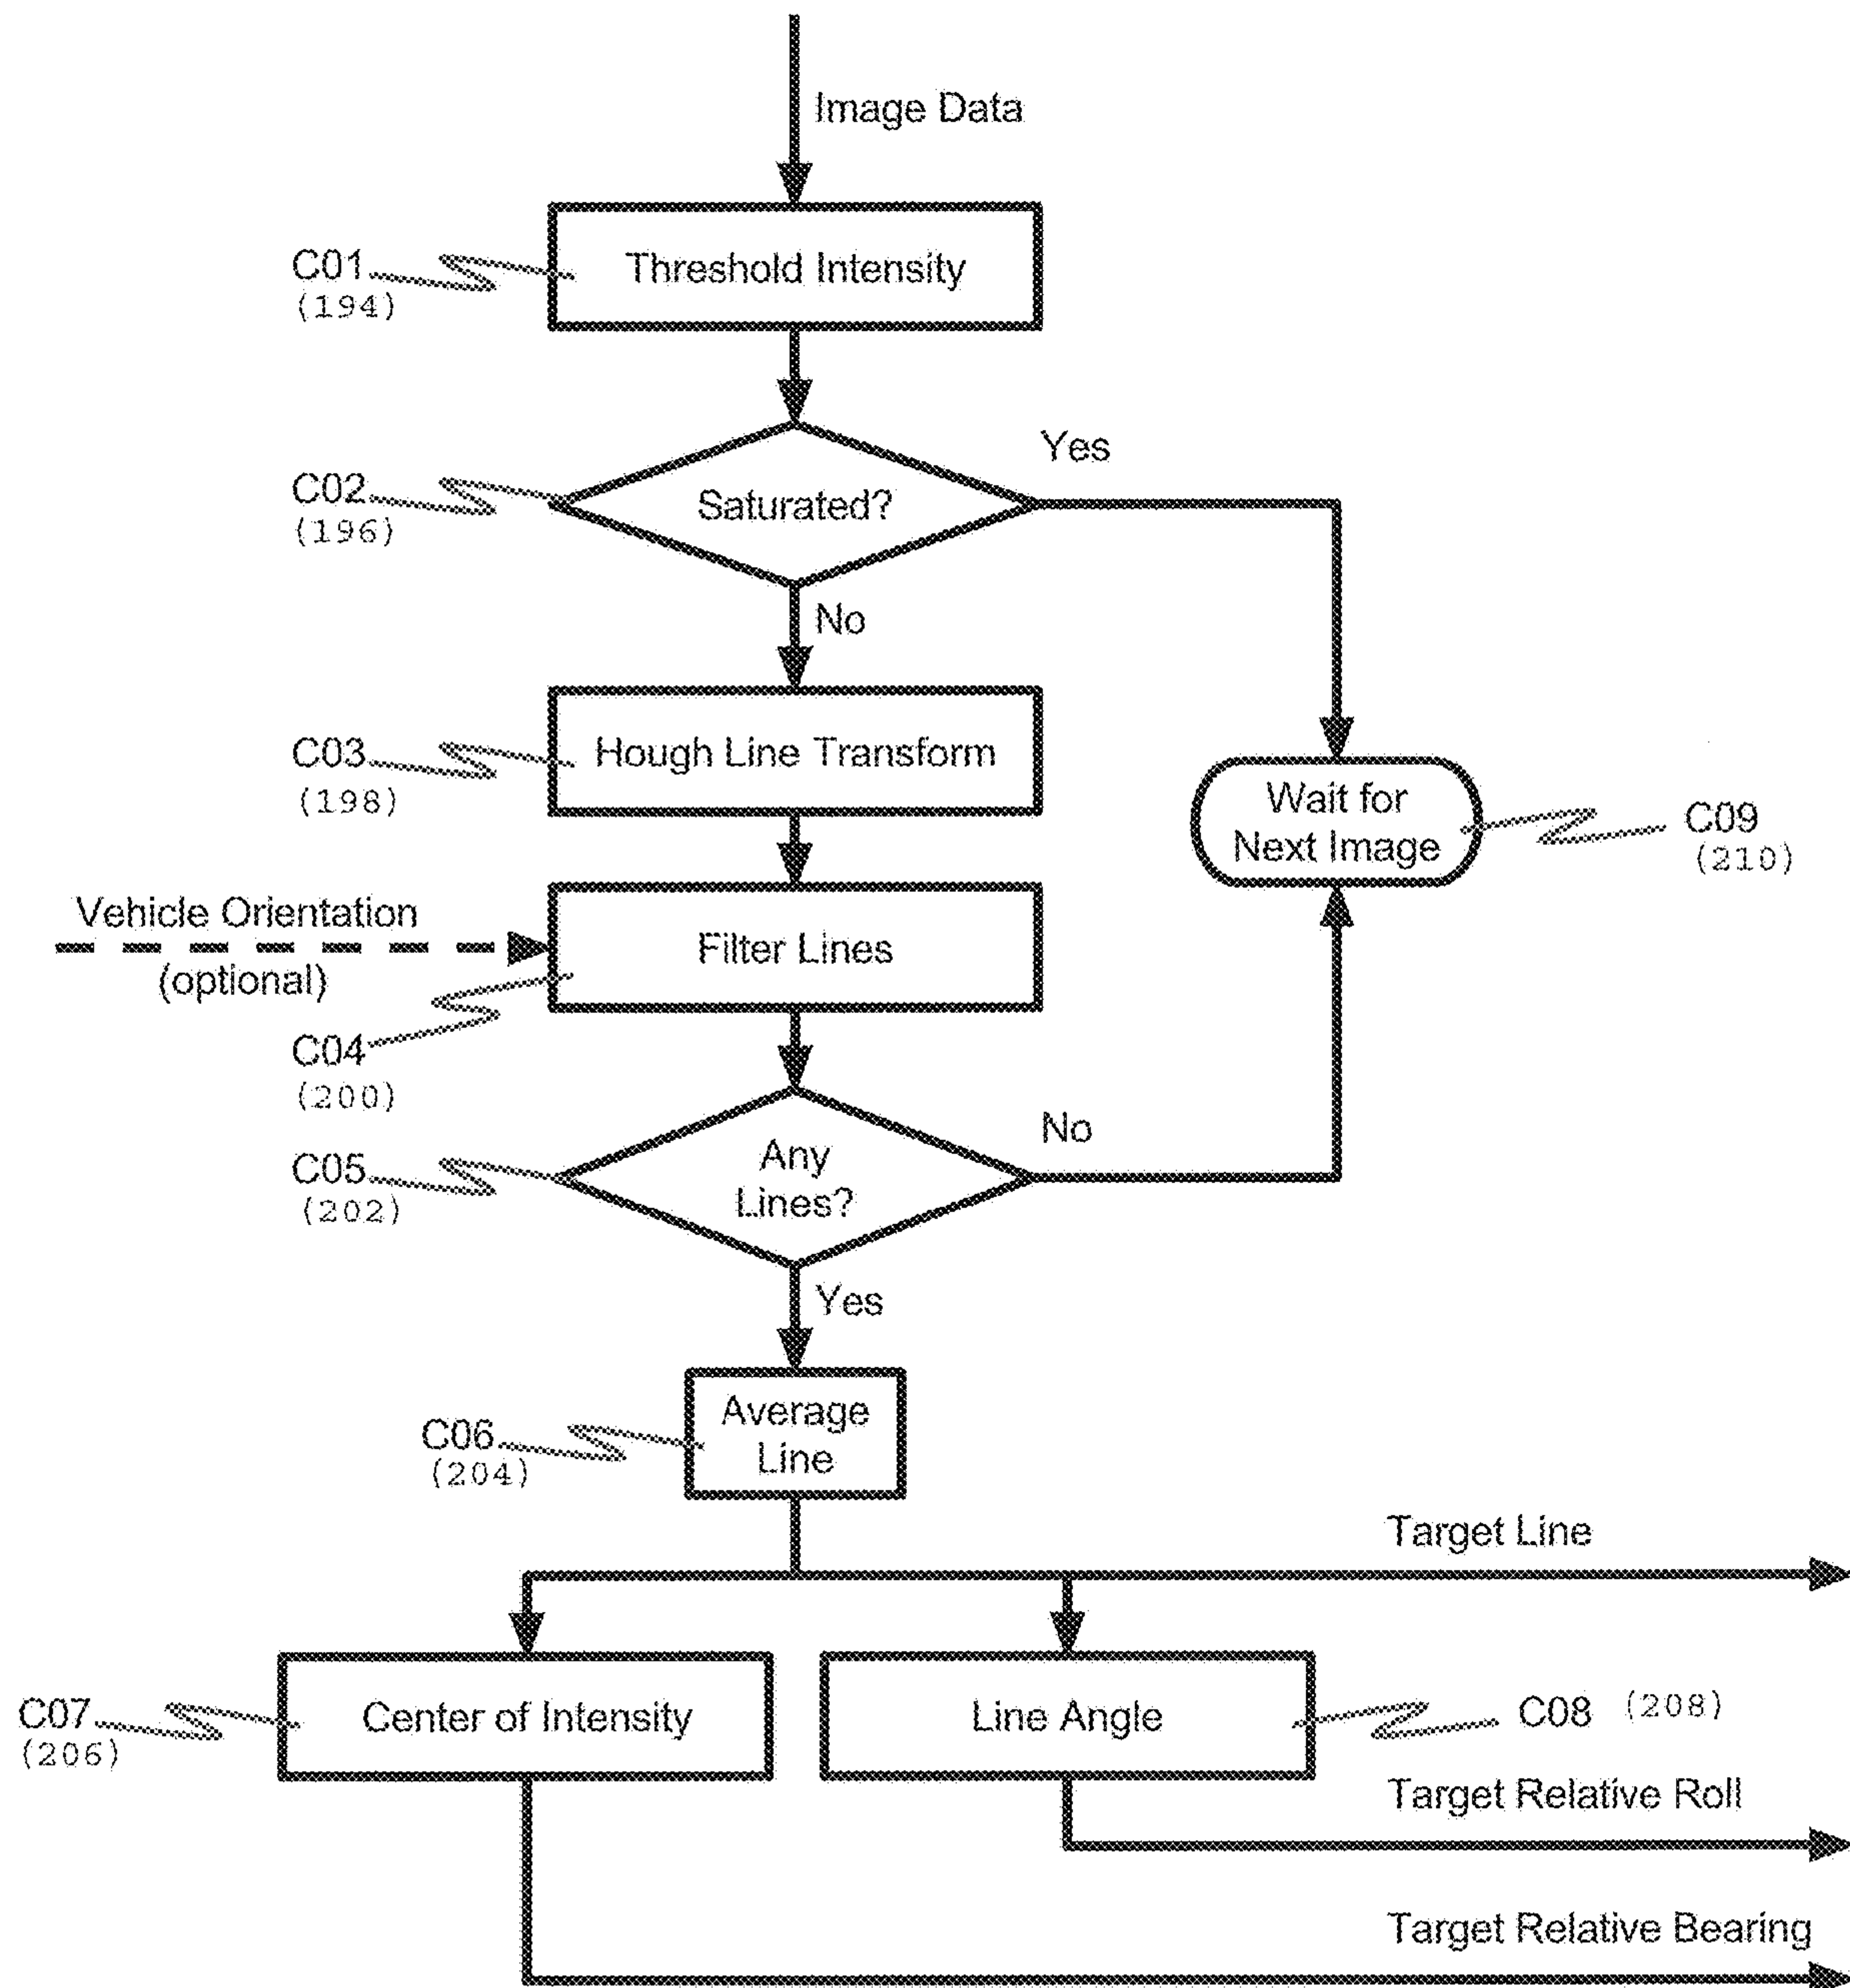 Image Data
C01
(194)
Threshold Intensity
Yes
C02
(196)
Saturated?
No
C03
(198)
Hough Line Transform
Wait for
Next Image
C09
(210)
Vehicle Orientation
(optional)
Filter Lines
C04
(200)
No
C05
(202)
Any
Lines?
Yes
C06
(204)
Average
Line
Target Line
C07
(206)
Center of Intensity
Line Angle
C08 (208)
Target Relative Roll
Target Relative Bearing